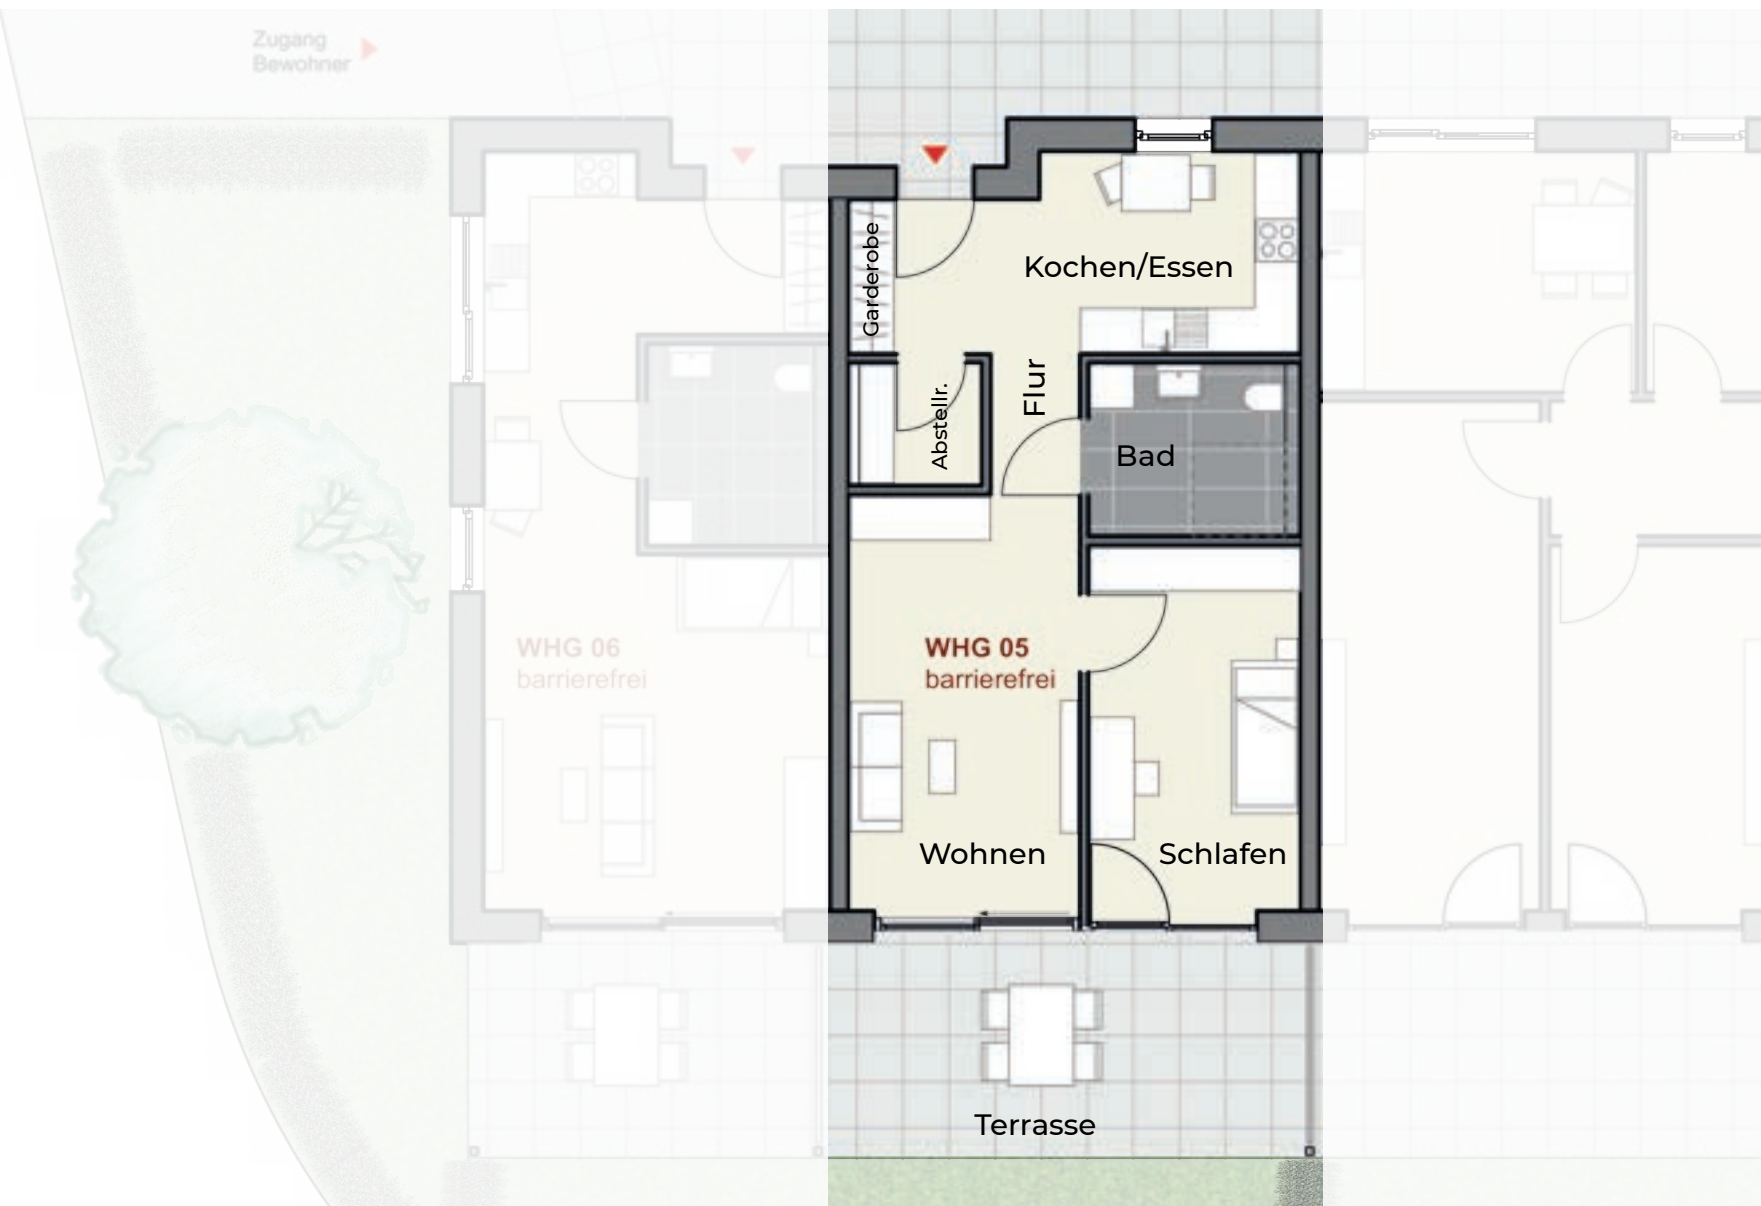 Zugang
Bewohner
Garderobe
Kochen/Essen
Flur
Abstellr.
Bad
WHG 06
barrierefrei
WHG 05
barrierefrei
Wohnen
Schlafen
Terrasse